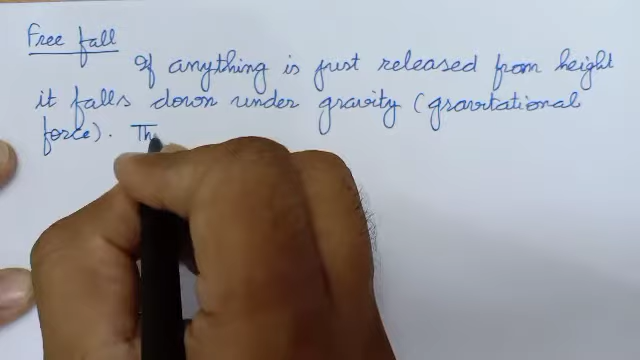 Free fall
If anything is just released from height
it falls down under gravity (gravitational
force). Th